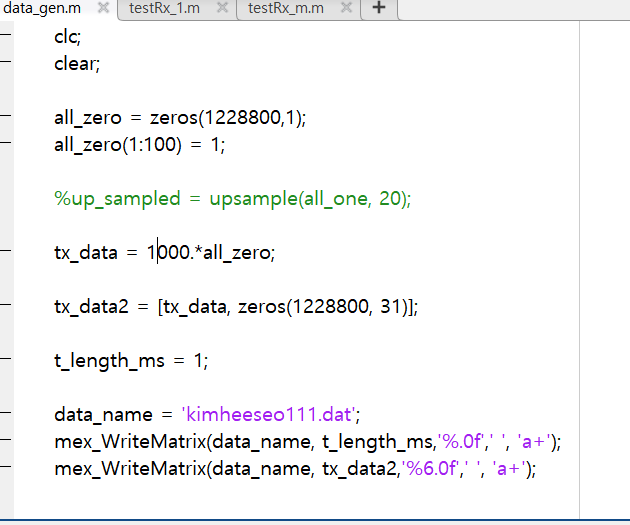 data_gen.m × testRx_1.m × testRx_m.m × +
clc;
clear;
all_zero = zeros(1228800,1);
all_zero(1:100) = 1;
%up_sampled = upsample(all_one, 20);
tx_data = 1000.*all_zero;
tx_data2 = [tx_data, zeros(1228800, 31)];
t_length_ms = 1;
data_name = 'kimheeseo111.dat';
mex_WriteMatrix(data_name, t_length_ms,'%.0f',' ', 'a+');
mex_WriteMatrix(data_name, tx_data2,'%6.0f',' ', 'a+');